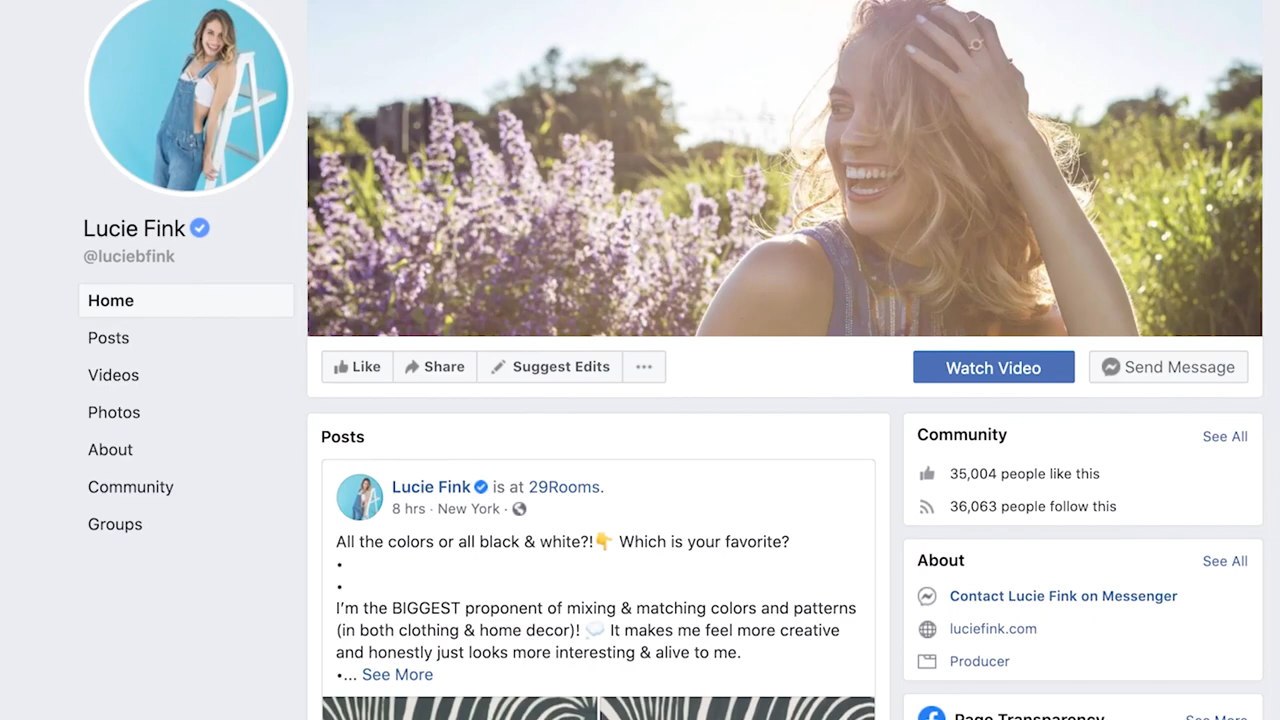 Lucie Fink
@luciebfink
Home
Posts
Videos
Photos
About
Community
Groups
Like
Share
Suggest Edits
Watch Video
Send Message
Posts
Lucie Fink is at 29Rooms.
8 hrs · New York ·
All the colors or all black & white?!👇 Which is your favorite?
•
•
I'm the BIGGEST proponent of mixing & matching colors and patterns
(in both clothing & home decor)! 💭 It makes me feel more creative
and honestly just looks more interesting & alive to me.
•... See More
Community
See All
35,004 people like this
36,063 people follow this
About
See All
Contact Lucie Fink on Messenger
luciefink.com
Producer
Page Transparency
See More